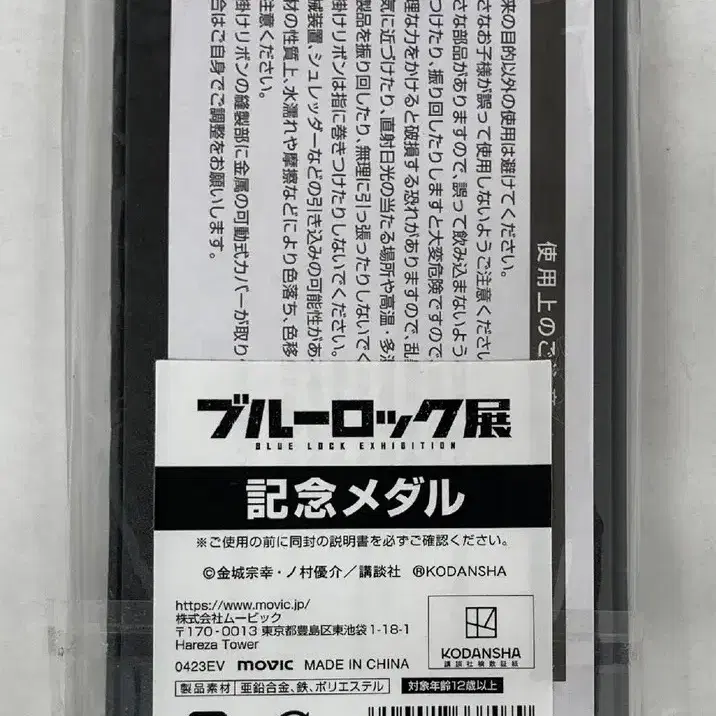 使用上のご
来の目的以外の使用は避けてください。
さなお子様が誤って使用しないようご注意ください
さな部品がありますので、誤って飲み込まないよう
つけたり、振り回したりしますと大変危険ですので
理な力をかけると破損する恐れがありますので、乱
気に近づけたり、直射日光の当たる場所や高温・多湿
製品を振り回したり、無理に引っ張ったりしないでく
掛けリボンは指に巻きつけたりしないでください。
械装置、シュレッダーなどの引き込みの可能性があ
材の性質上、水濡れや摩擦などにより色落ち、色移
注意ください。
掛けリボンの縫製部に金属の可動式カバーが取り
合はご自身でご調整をお願いします。
ブルーロック展
BLUE LOCK EXHIBITION
記念メダル
※ご使用の前に同封の説明書を必ずご確認ください。
©金城宗幸・ノ村優介／講談社 ®KODANSHA
https://www.movic.jp/
株式会社ムービック
〒170-0013 東京都豊島区東池袋1-18-1
Hareza Tower
0423EV movic MADE IN CHINA
KODANSHA
講談社検数証紙
製品素材 亜鉛合金、鉄、ポリエステル 対象年齢12歳以上